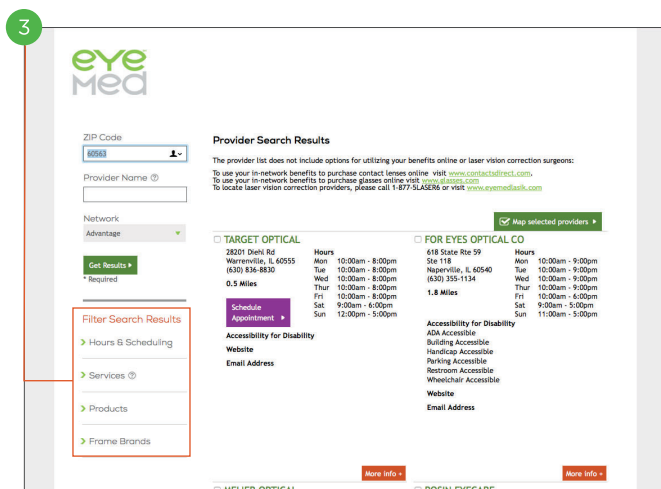 3
eye
Med
ZIP Code
60563
Provider Name ?
Network
Advantage
Get Results
* Required
Filter Search Results
Hours & Scheduling
Services ?
Products
Frame Brands
Provider Search Results
The provider list does not include options for utilizing your benefits online or laser vision correction surgeons:
To use your in-network benefits to purchase contact lenses online visit www.contactsdirect.com.
To use your in-network benefits to purchase glasses online visit www.glasses.com
To locate laser vision correction providers, please call 1-877-5LASER6 or visit www.eyemedlasik.com
Map selected providers
TARGET OPTICAL
28201 Diehl Rd
Warrenville, IL 60555
(630) 836-8830
0.5 Miles
Hours
Mon 10:00am - 8:00pm
Tue 10:00am - 8:00pm
Wed 10:00am - 8:00pm
Thur 10:00am - 8:00pm
Fri 10:00am - 8:00pm
Sat 9:00am - 6:00pm
Sun 12:00pm - 5:00pm
Schedule
Appointment
Accessibility for Disability
Website
Email Address
More Info +
FOR EYES OPTICAL CO
618 State Rte 59
Ste 118
Naperville, IL 60540
(630) 355-1134
1.8 Miles
Hours
Mon 10:00am - 9:00pm
Tue 10:00am - 9:00pm
Wed 10:00am - 9:00pm
Thur 10:00am - 9:00pm
Fri 10:00am - 6:00pm
Sat 9:00am - 5:00pm
Sun 11:00am - 5:00pm
Accessibility for Disability
ADA Accessible
Building Accessible
Handicap Accessible
Parking Accessible
Restroom Accessible
Wheelchair Accessible
Website
Email Address
More Info +